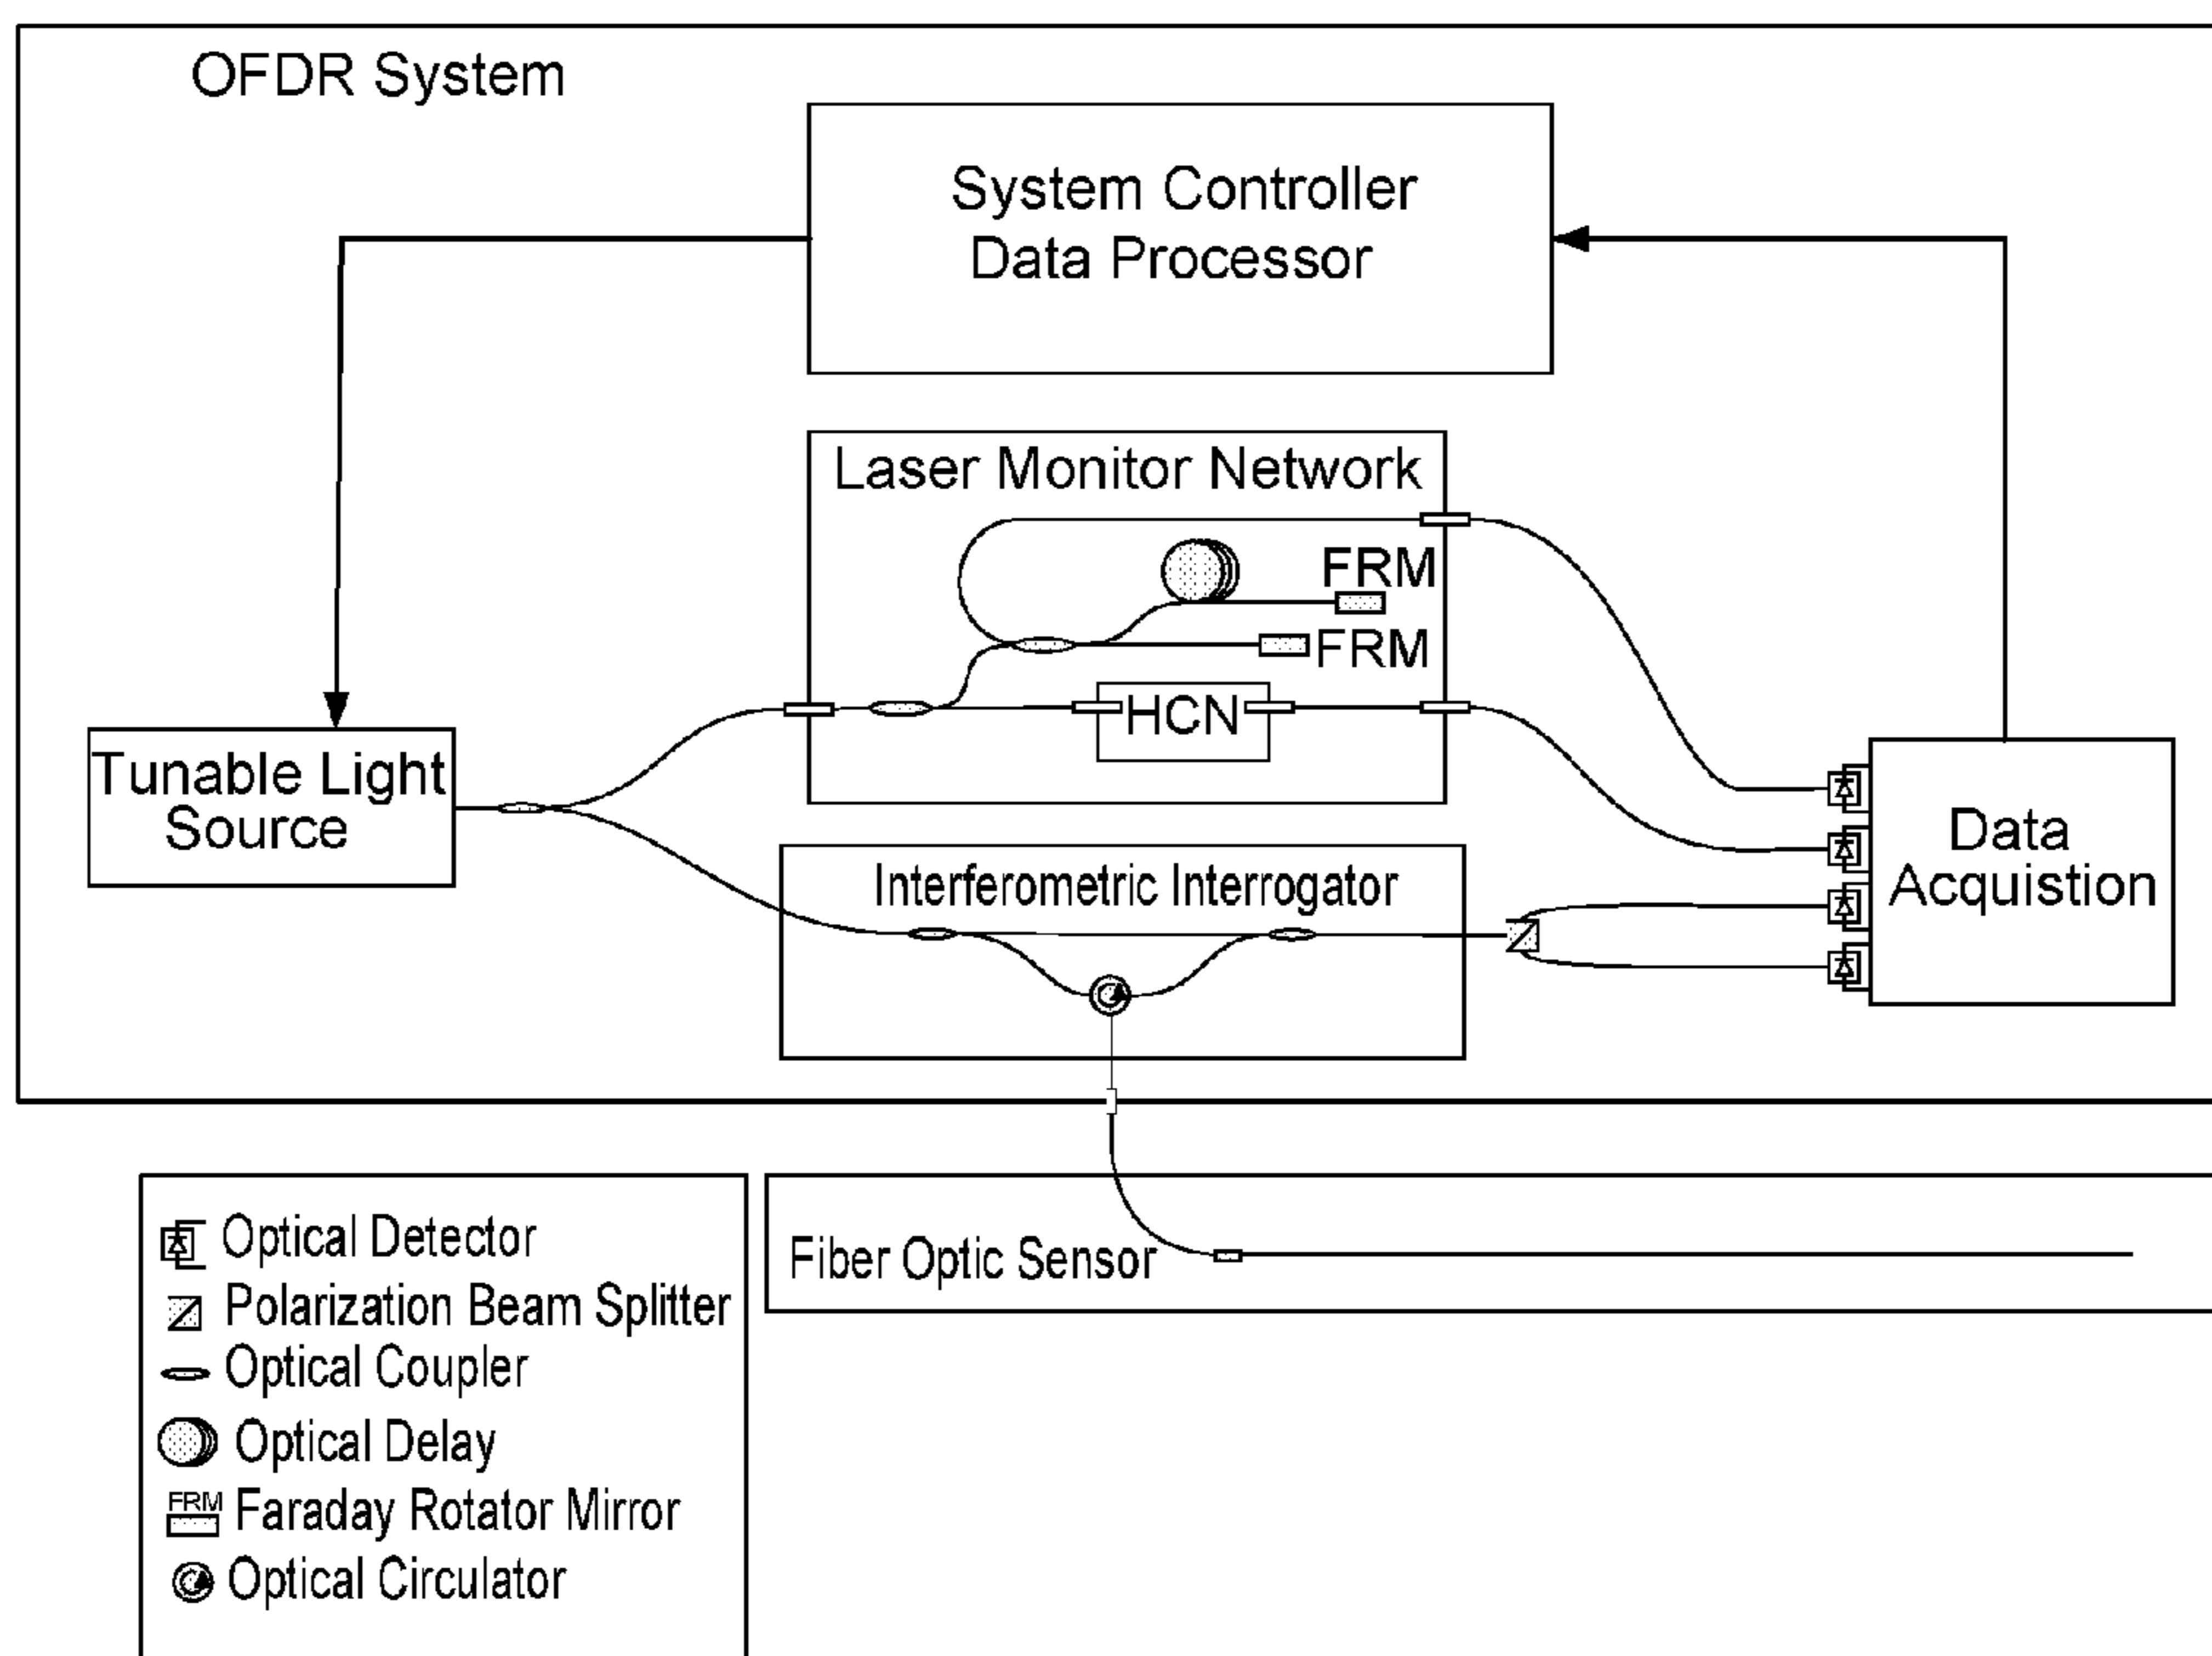 OFDR System
System Controller
Data Processor
Laser Monitor Network
FRM
FRM
HCN
Tunable Light
Source
Data
Acquistion
Interferometric Interrogator
Fiber Optic Sensor
Optical Detector
Polarization Beam Splitter
Optical Coupler
Optical Delay
FRM Faraday Rotator Mirror
Optical Circulator